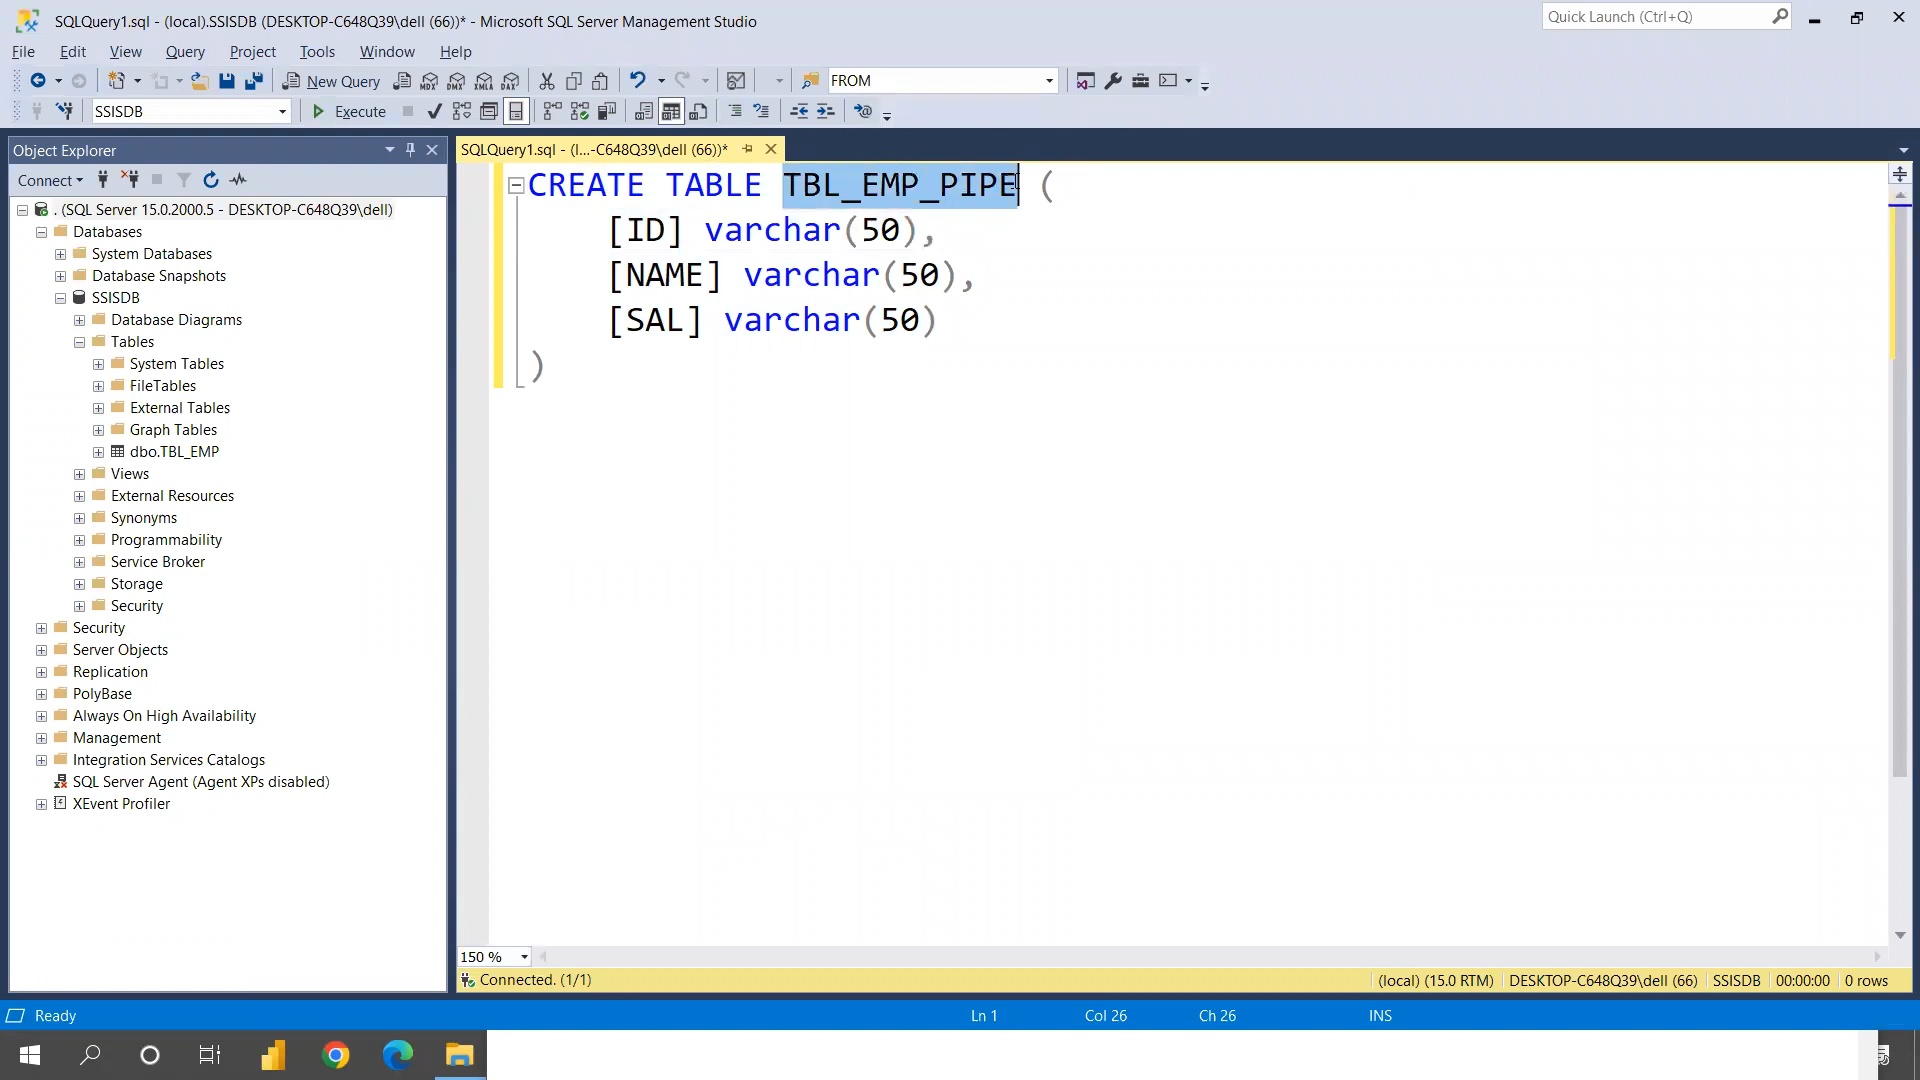 SQLQuery1.sql - (local).SSISDB (DESKTOP-C648Q39\dell (66))* - Microsoft SQL Server Management Studio
Quick Launch (Ctrl+Q)
File Edit View Query Project Tools Window Help
New Query
MDX DMX XMLA DAX
FROM
SSISDB
Execute
Object Explorer
SQLQuery1.sql - (l...-C648Q39\dell (66))*
Connect
. (SQL Server 15.0.2000.5 - DESKTOP-C648Q39\dell)
Databases
System Databases
Database Snapshots
SSISDB
Database Diagrams
Tables
System Tables
FileTables
External Tables
Graph Tables
dbo.TBL_EMP
Views
External Resources
Synonyms
Programmability
Service Broker
Storage
Security
Security
Server Objects
Replication
PolyBase
Always On High Availability
Management
Integration Services Catalogs
SQL Server Agent (Agent XPs disabled)
XEvent Profiler
CREATE TABLE TBL_EMP_PIPE (
[ID] varchar(50),
[NAME] varchar(50),
[SAL] varchar(50)
)
150 %
Connected. (1/1)
(local) (15.0 RTM) DESKTOP-C648Q39\dell (66) SSISDB 00:00:00 0 rows
Ready
Ln 1 Col 26 Ch 26 INS